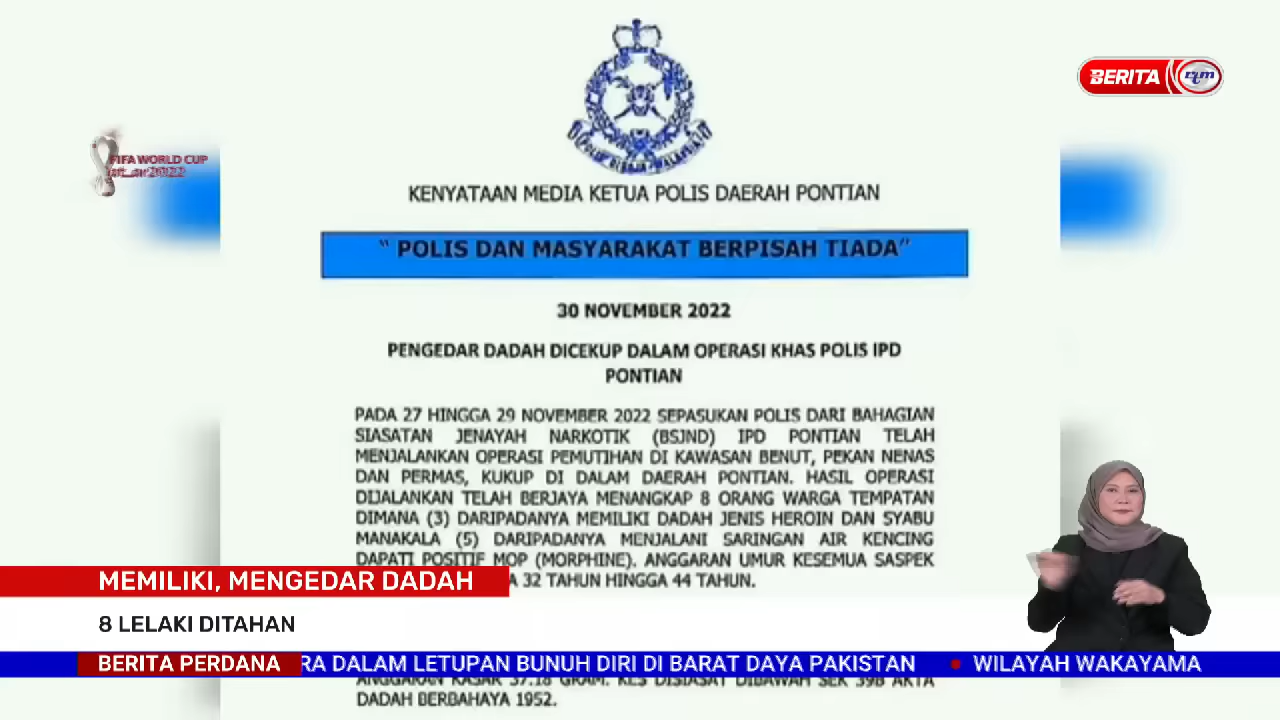 POLIS DIRAJA MALAYSIA
BERITA rtm
FIFA WORLD CUP
Qatar2022
KENYATAAN MEDIA KETUA POLIS DAERAH PONTIAN
“ POLIS DAN MASYARAKAT BERPISAH TIADA”
30 NOVEMBER 2022
PENGEDAR DADAH DICEKUP DALAM OPERASI KHAS POLIS IPD
PONTIAN
PADA 27 HINGGA 29 NOVEMBER 2022 SEPASUKAN POLIS DARI BAHAGIAN
SIASATAN JENAYAH NARKOTIK (BSJND) IPD PONTIAN TELAH
MENJALANKAN OPERASI PEMUTIHAN DI KAWASAN BENUT, PEKAN NENAS
DAN PERMAS, KUKUP DI DALAM DAERAH PONTIAN. HASIL OPERASI
DIJALANKAN TELAH BERJAYA MENANGKAP 8 ORANG WARGA TEMPATAN
DIMANA (3) DARIPADANYA MEMILIKI DADAH JENIS HEROIN DAN SYABU
MANAKALA (5) DARIPADANYA MENJALANI SARINGAN AIR KENCING
DAPATI POSITIF MOP (MORPHINE). ANGGARAN UMUR KESEMUA SASPEK
A 32 TAHUN HINGGA 44 TAHUN.
MEMILIKI, MENGEDAR DADAH
8 LELAKI DITAHAN
BERITA PERDANA RA DALAM LETUPAN BUNUH DIRI DI BARAT DAYA PAKISTAN • WILAYAH WAKAYAMA
ANGGARAN KASAR 37.18 GRAM. KES DISIASAT DIBAWAH SEK 39B AKTA
DADAH BERBAHAYA 1952.